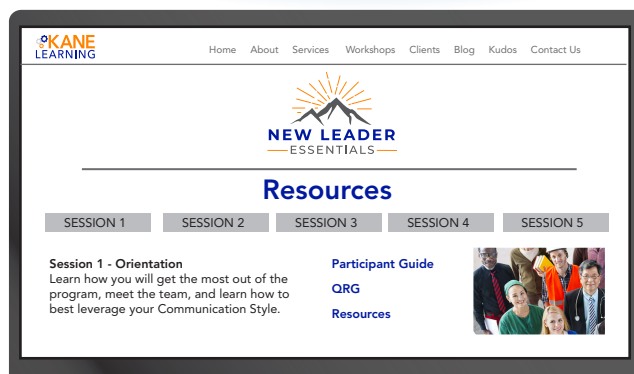 KANE
LEARNING
Home About Services Workshops Clients Blog Kudos Contact Us
NEW LEADER
ESSENTIALS
Resources
SESSION 1 SESSION 2 SESSION 3 SESSION 4 SESSION 5
Session 1 - Orientation
Learn how you will get the most out of the
program, meet the team, and learn how to
best leverage your Communication Style.
Participant Guide
QRG
Resources